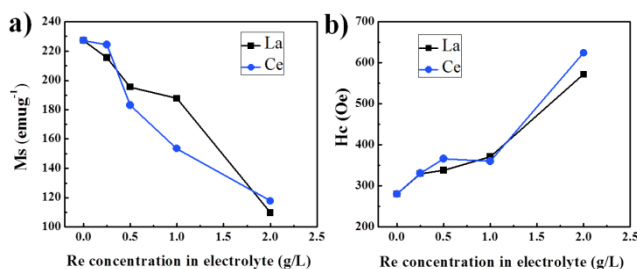 a)
240
220
200
180
160
140
120
100
Ms (emug-1)
La
Ce
0.0 0.5 1.0 1.5 2.0 2.5
Re concentration in electrolyte (g/L)
b)
700
600
500
400
300
200
Hc (Oe)
La
Ce
0.0 0.5 1.0 1.5 2.0 2.5
Re concentration in electrolyte (g/L)